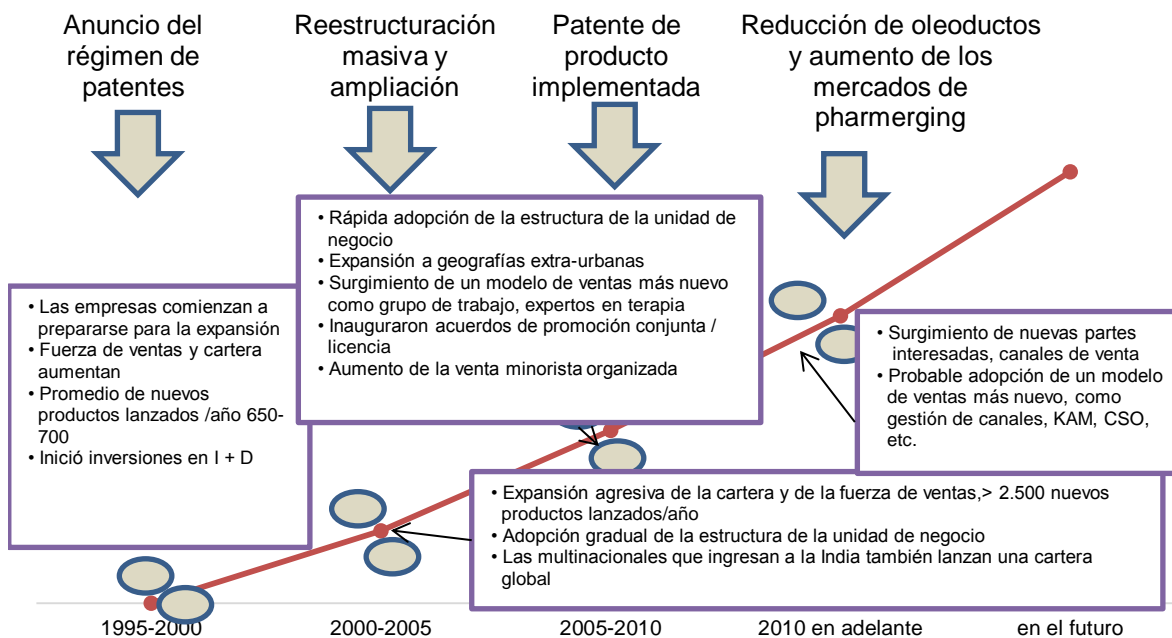 Anuncio del
régimen de
patentes
Reestructuración
masiva y
ampliación
Patente de
producto
implementada
Reducción de oleoductos
y aumento de los
mercados de
pharmerging
• Rápida adopción de la estructura de la unidad de
negocio
• Expansión a geografías extra-urbanas
• Surgimiento de un modelo de ventas más nuevo
como grupo de trabajo, expertos en terapia
• Inauguraron acuerdos de promoción conjunta /
licencia
• Aumento de la venta minorista organizada
• Las empresas comienzan a
prepararse para la expansión
• Fuerza de ventas y cartera
aumentan
• Promedio de nuevos
productos lanzados /año 650-
700
• Inició inversiones en I + D
• Surgimiento de nuevas partes
interesadas, canales de venta
• Probable adopción de un modelo
de ventas más nuevo, como
gestión de canales, KAM, CSO,
etc.
• Expansión agresiva de la cartera y de la fuerza de ventas,> 2.500 nuevos
productos lanzados/año
• Adopción gradual de la estructura de la unidad de negocio
• Las multinacionales que ingresan a la India también lanzan una cartera
global
1995-2000
2000-2005
2005-2010
2010 en adelante
en el futuro